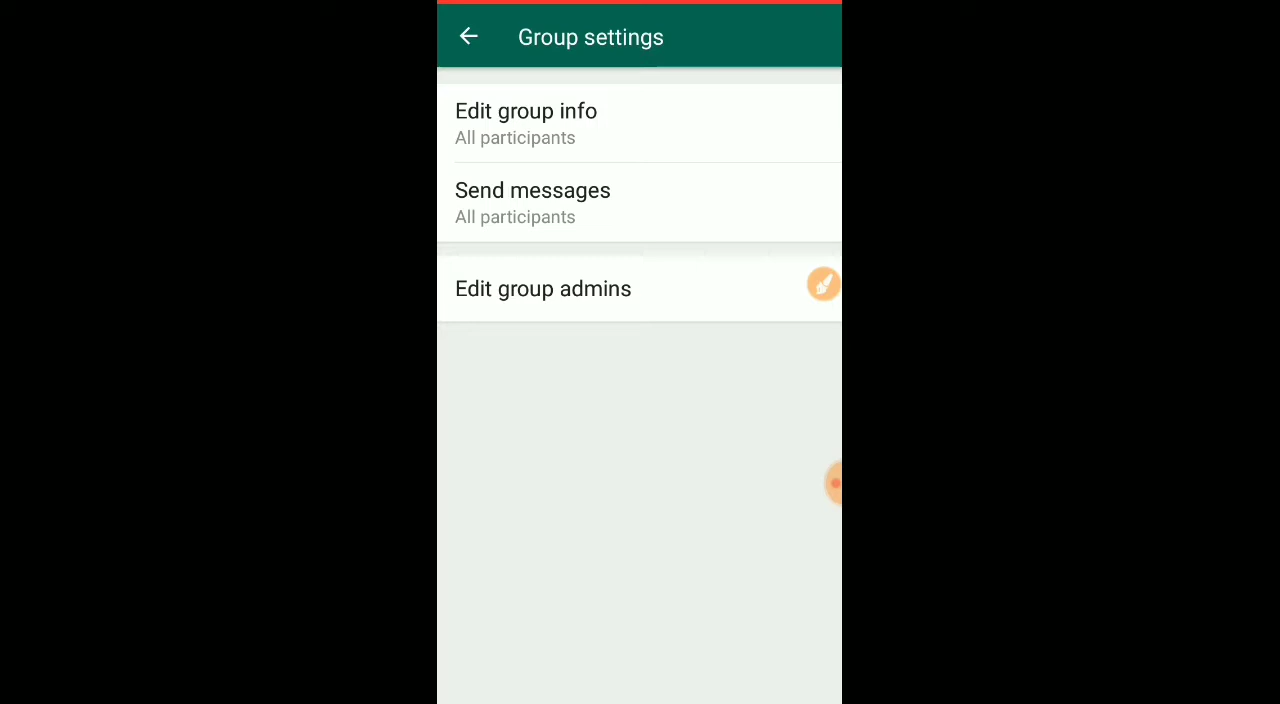 Group settings
Edit group info
All participants
Send messages
All participants
Edit group admins